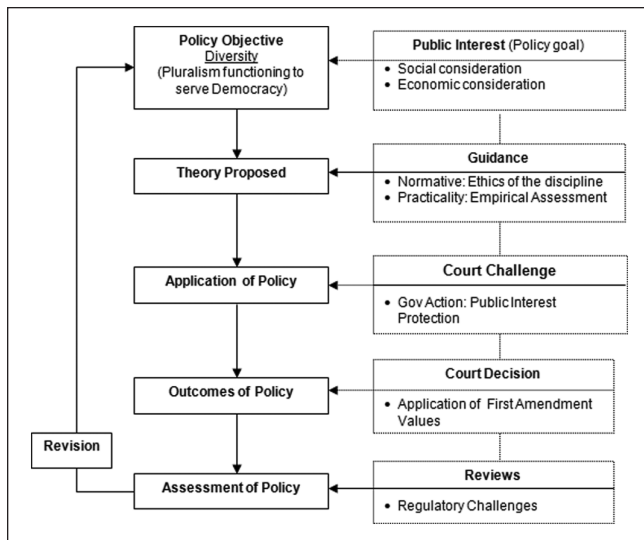 Policy Objective
Diversity
(Pluralism functioning to
serve Democracy)
Public Interest (Policy goal)
• Social consideration
• Economic consideration
Theory Proposed
Guidance
• Normative: Ethics of the discipline
• Practicality: Empirical Assessment
Application of Policy
Court Challenge
• Gov Action: Public Interest
Protection
Outcomes of Policy
Court Decision
• Application of First Amendment
Values
Revision
Assessment of Policy
Reviews
• Regulatory Challenges